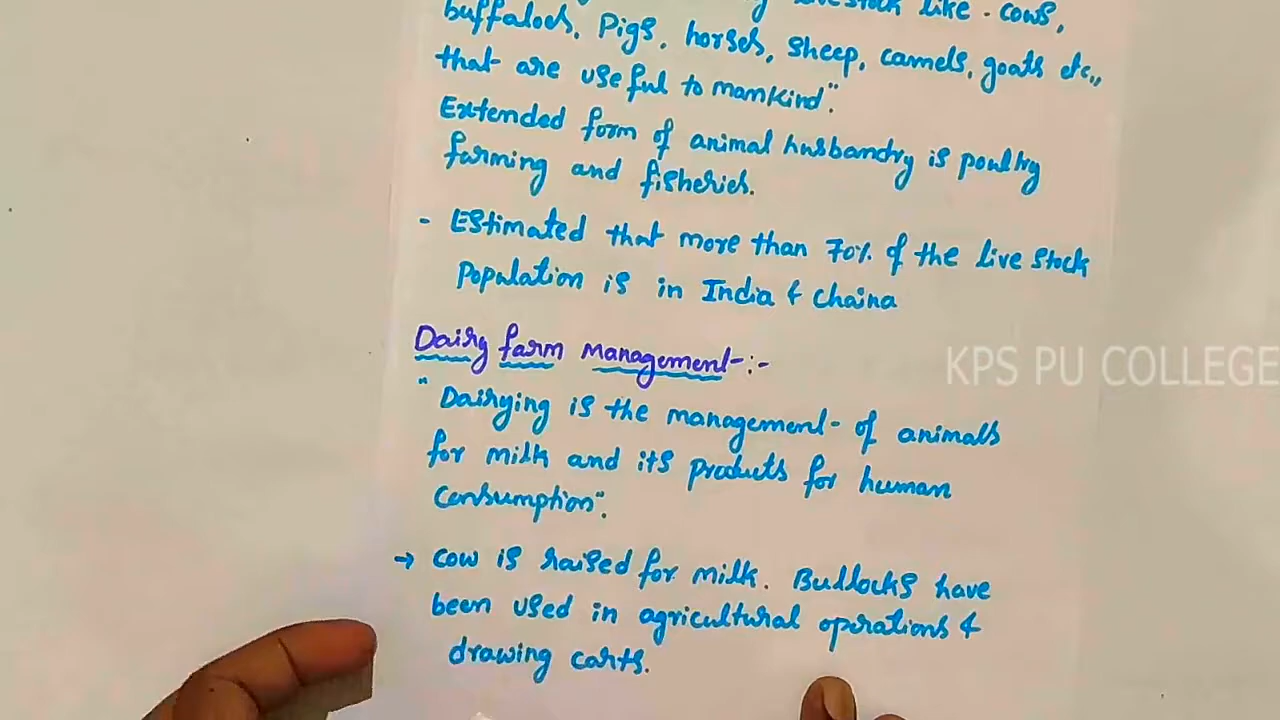 livestock like. cows,
buffaloes, Pigs, horses, sheep, camels, goats etc.,
that are useful to mankind".
Extended form of animal husbandry is poultry
farming and fisheries.
- Estimated that more than 70% of the live stock
population is in India & Chaina
Dairy farm management:-
"Dairying is the management of animals
for milk and its products for human
Consumption".
→ Cow is raised for milk. Bullocks have
been used in agricultural operations &
drawing carts.
KPS PU COLLEGE